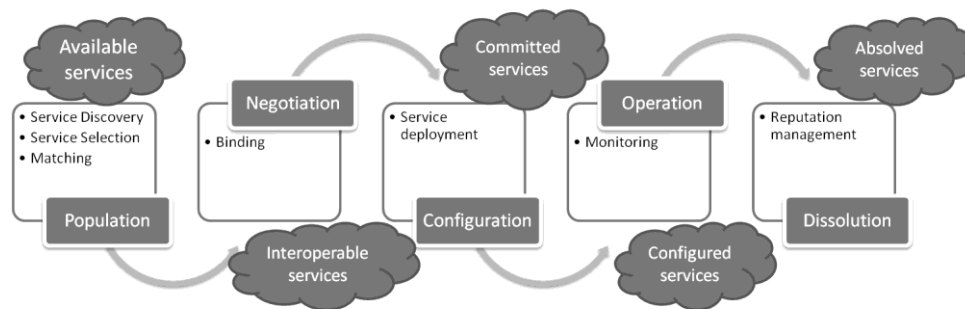 Available
services
• Service Discovery
• Service Selection
• Matching
Population
Negotiation
• Binding
Interoperable
services
Committed
services
• Service
deployment
Configuration
Operation
• Monitoring
Configured
services
Absolved
services
• Reputation
management
Dissolution